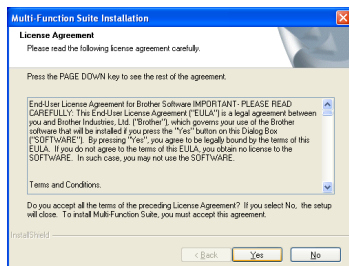 Multi-Function Suite Installation
License Agreement
Please read the following license agreement carefully.
Press the PAGE DOWN key to see the rest of the agreement.
End-User License Agreement for Brother Software IMPORTANT- PLEASE READ
CAREFULLY: This End-User License Agreement ("EULA") is a legal agreement between
you and Brother Industries, Ltd. ("Brother"), which governs your use of the Brother
software that will be installed if you press the "Yes" button on this Dialog Box
("SOFTWARE"). By pressing "Yes", you agree to be legally bound by the terms of this
EULA. If you do not agree to the terms of this EULA, you obtain no license to the
SOFTWARE. In such case, you may not use the SOFTWARE.
Terms and Conditions.
Do you accept all the terms of the preceding License Agreement? If you select No, the setup
will close. To install Multi-Function Suite, you must accept this agreement.
InstallShield
< Back Yes No